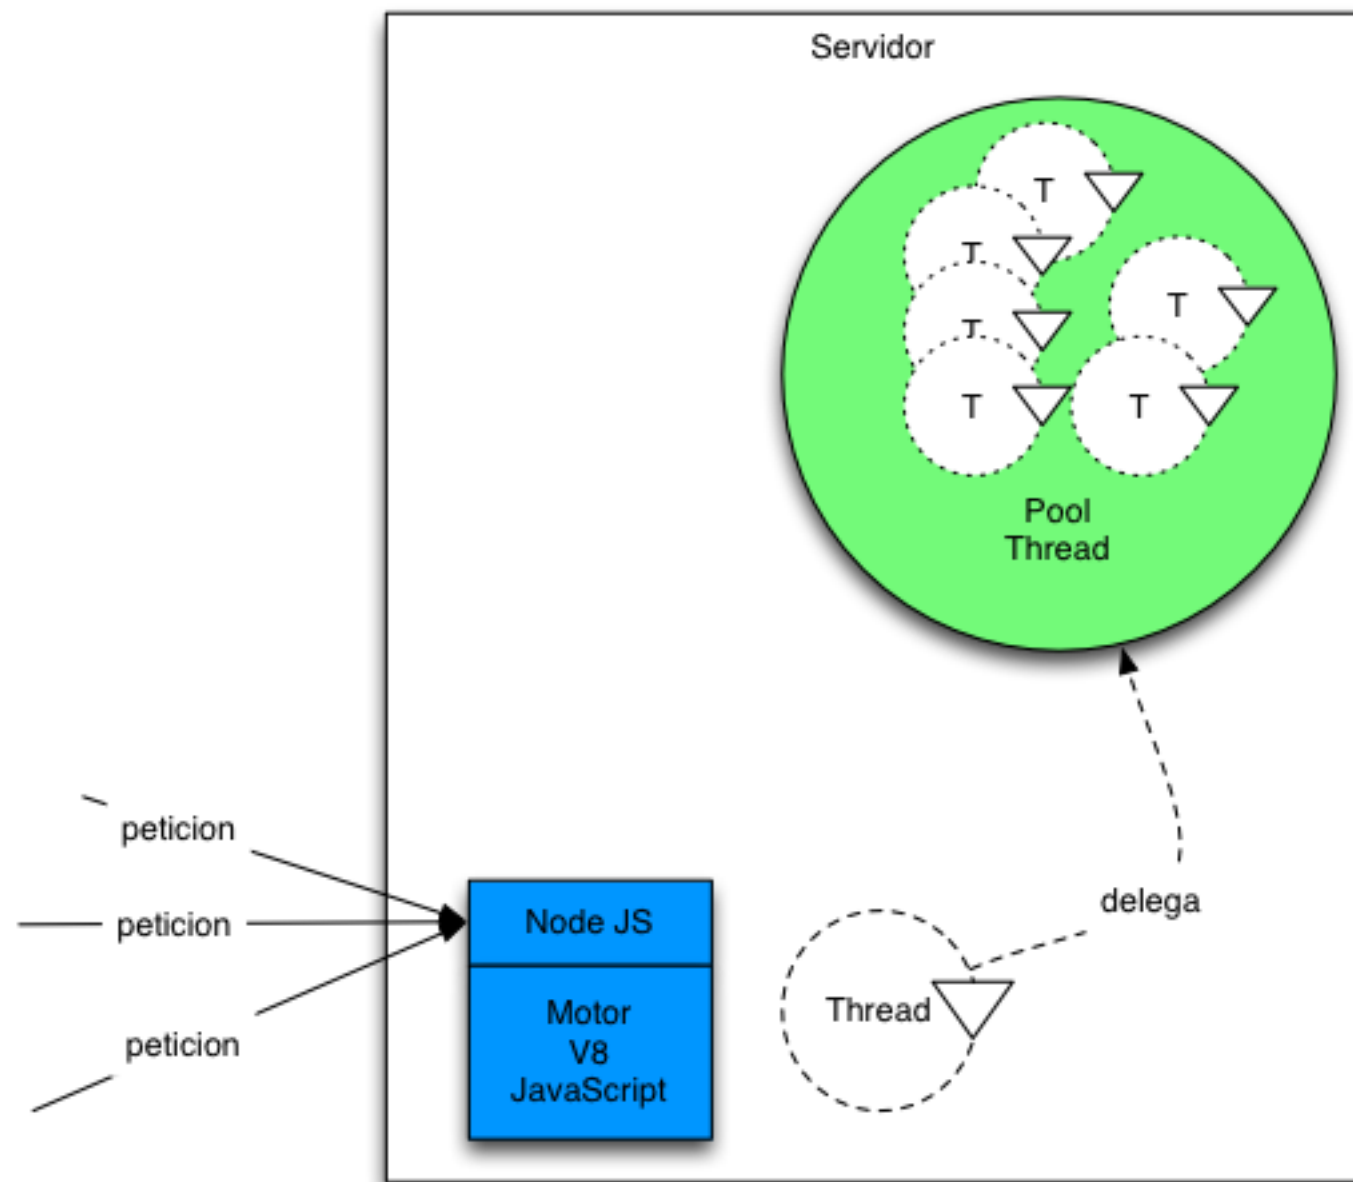 Servidor
T
T
T
T
T
T
Pool
Thread
peticion
peticion
peticion
Node JS
Motor
V8
JavaScript
Thread
delega